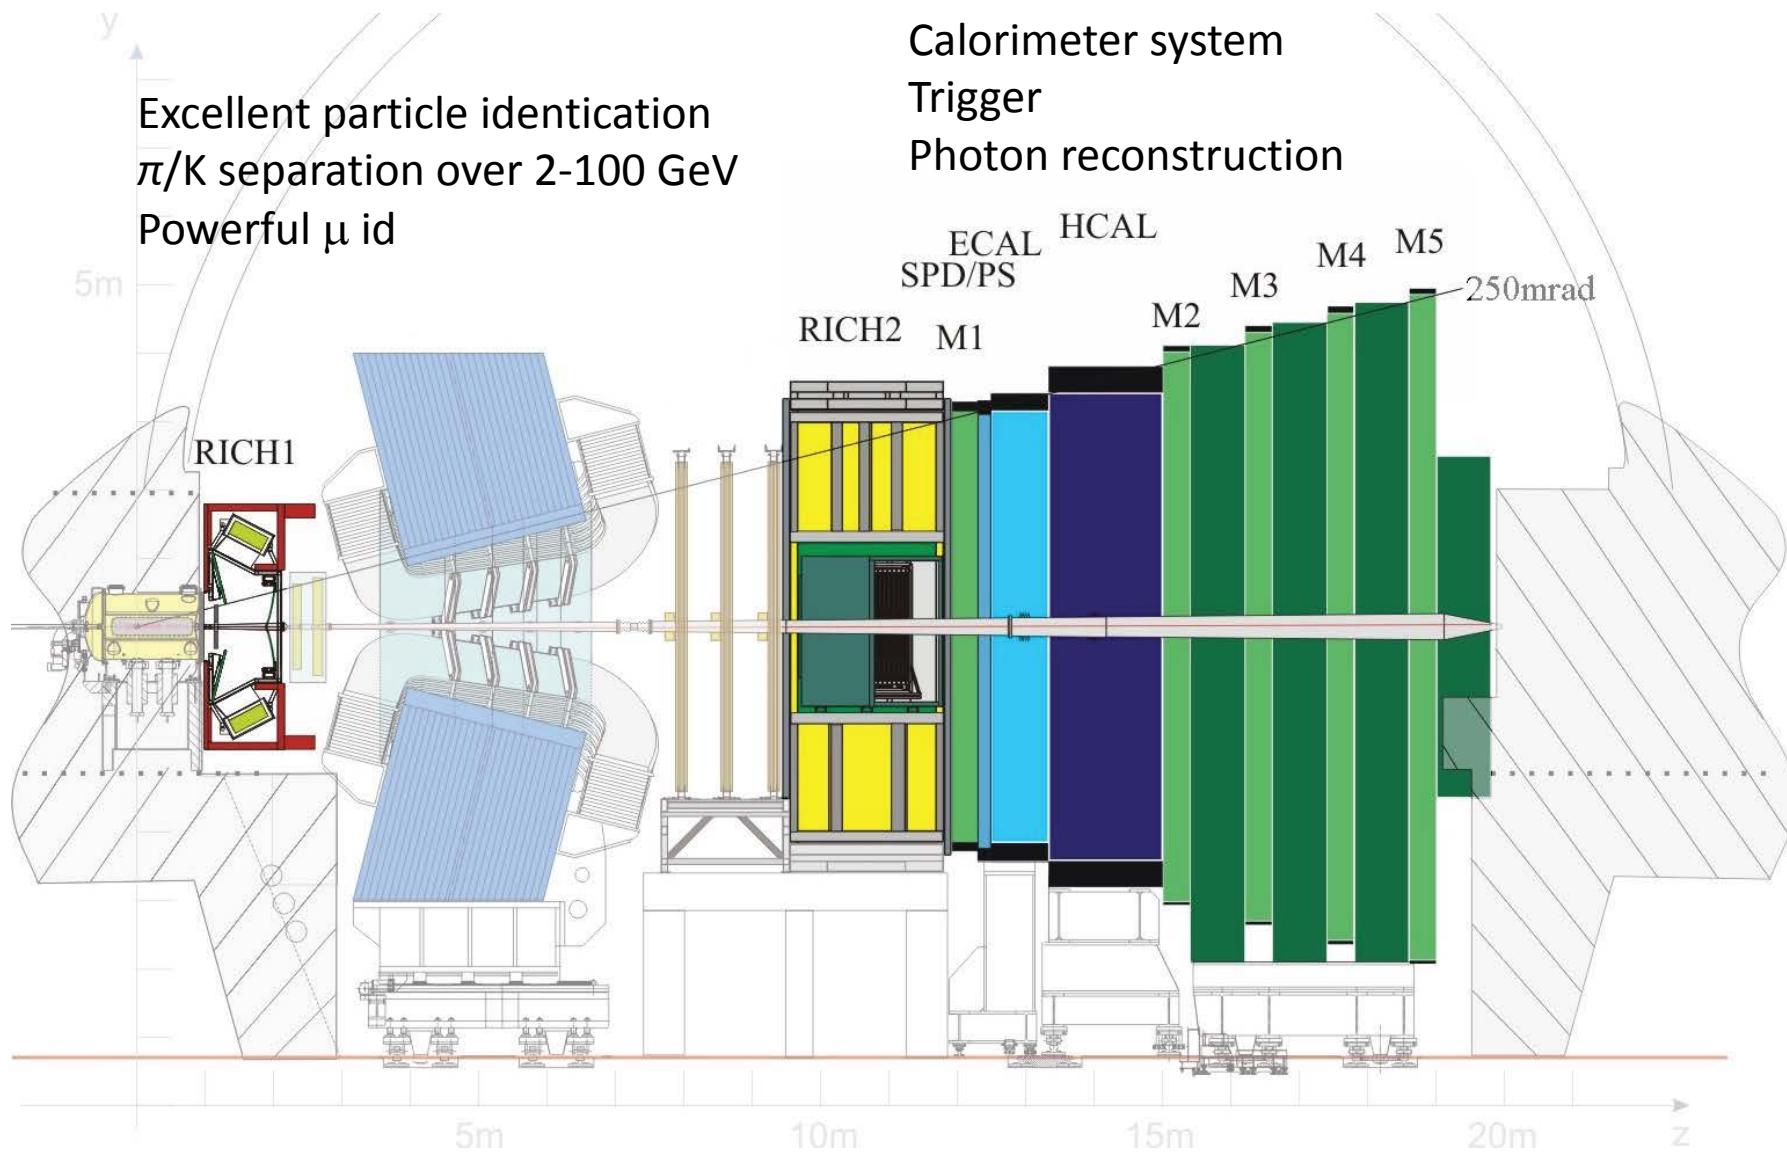 y
Calorimeter system
Trigger
Photon reconstruction
Excellent particle identication
π/K separation over 2-100 GeV
Powerful μ id
HCAL
ECAL
SPD/PS
M5
M4
M3
M2
250mrad
5m
RICH2
M1
RICH1
5m
10m
15m
20m
z